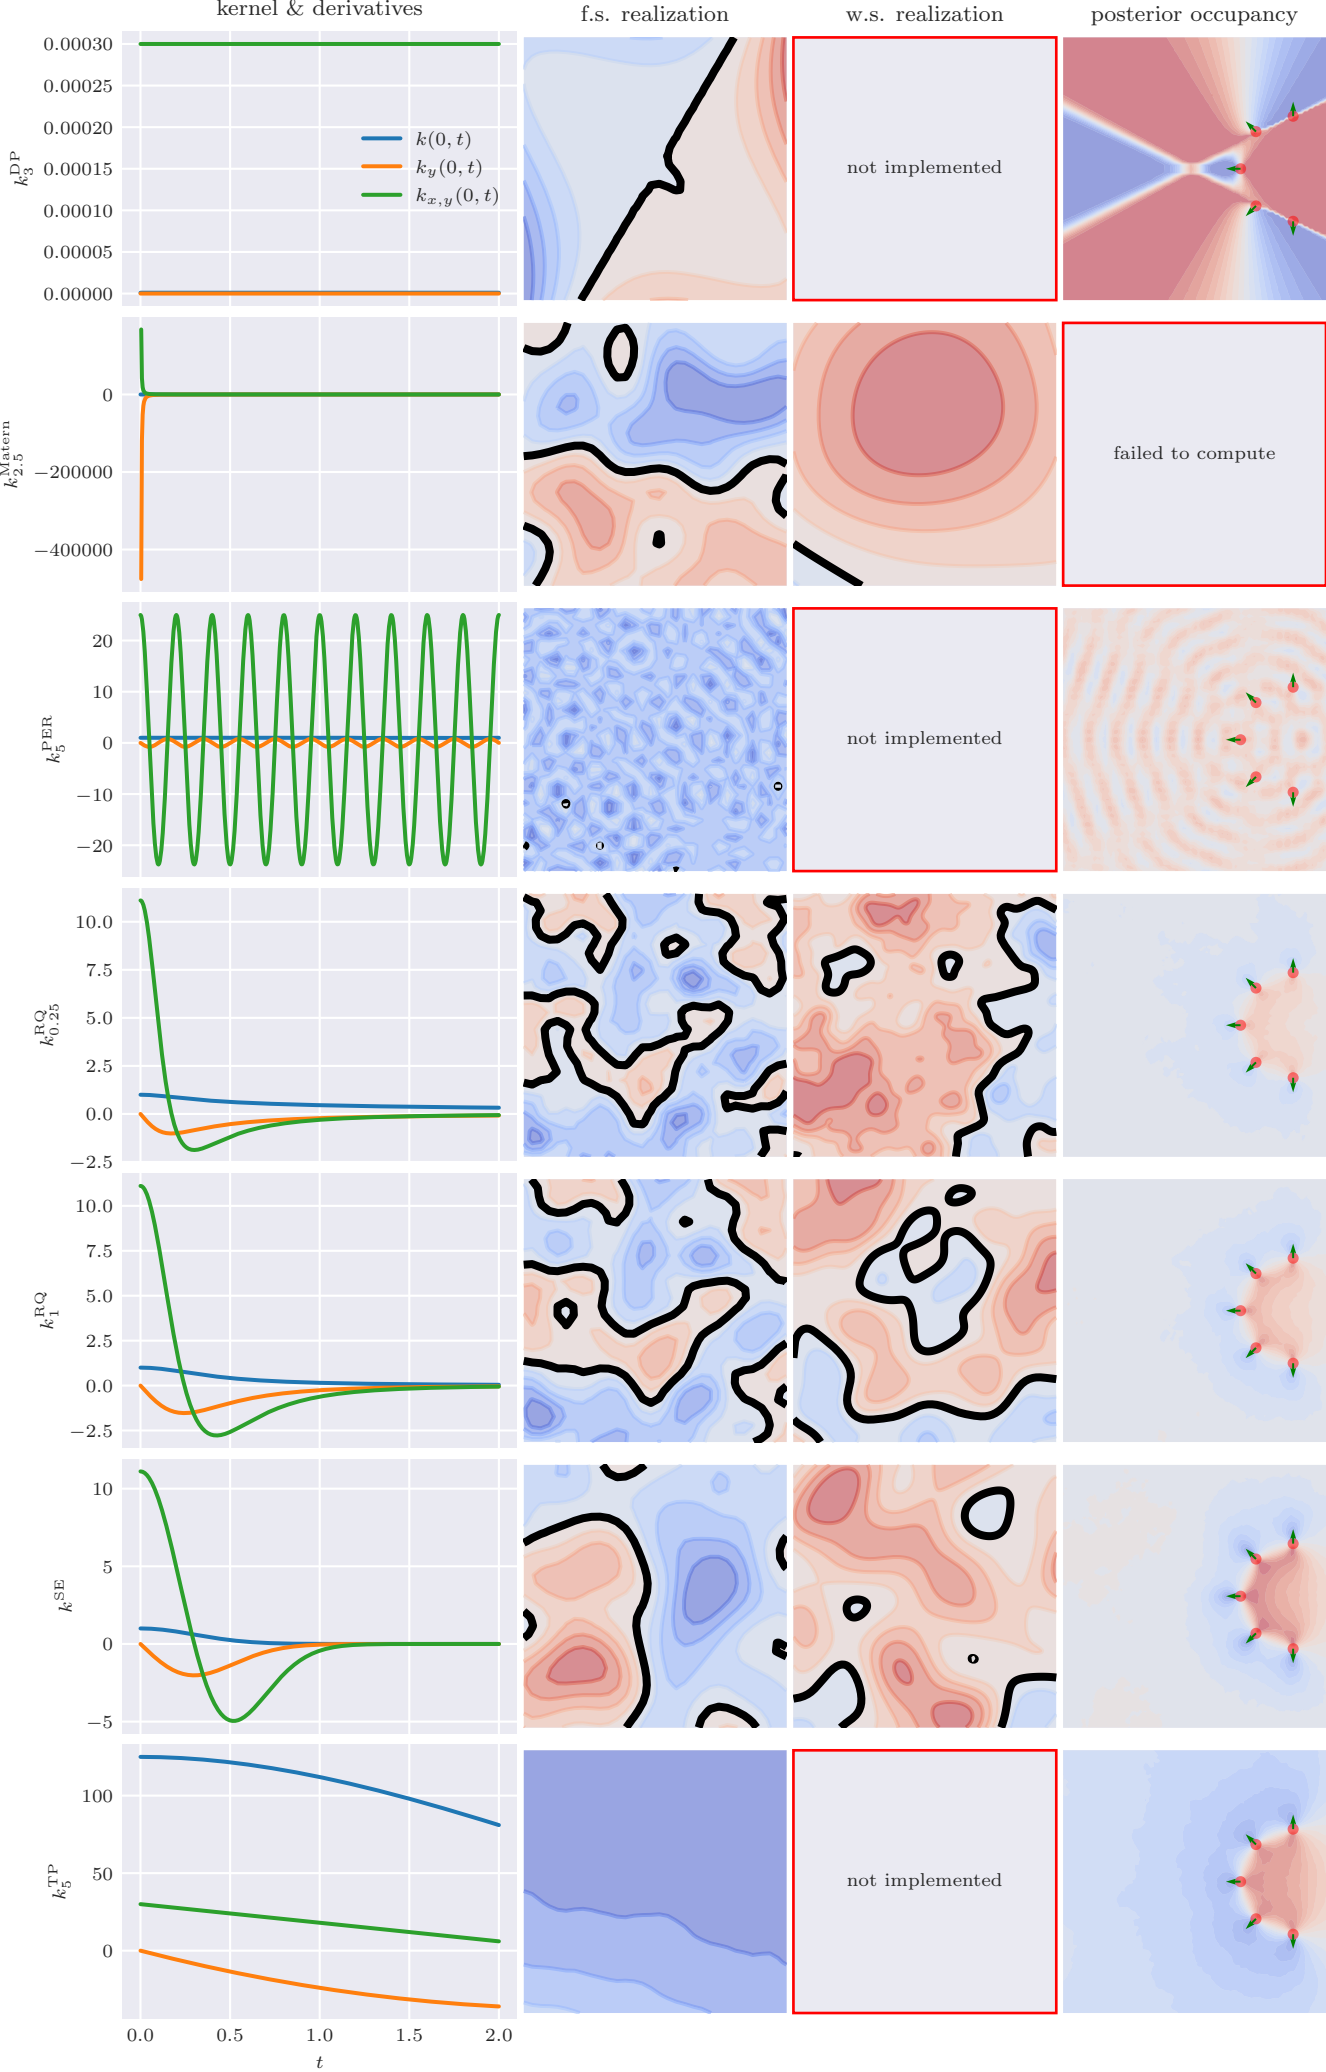 kernel & derivatives
f.s. realization
w.s. realization
posterior occupancy
0.00030
0.00025
0.00020
0.00015
0.00010
0.00005
0.00000
k_3^DP
k(0, t)
k_y(0, t)
k_{x,y}(0, t)
not implemented
0
−200000
−400000
k_2.5^Matern
failed to compute
20
10
0
−10
−20
k_5^PER
not implemented
10.0
7.5
5.0
2.5
0.0
−2.5
k_0.25^RQ
10.0
7.5
5.0
2.5
0.0
−2.5
k_1^RQ
10
5
0
−5
k^SE
100
50
0
k_5^TP
not implemented
0.0 0.5 1.0 1.5 2.0
t